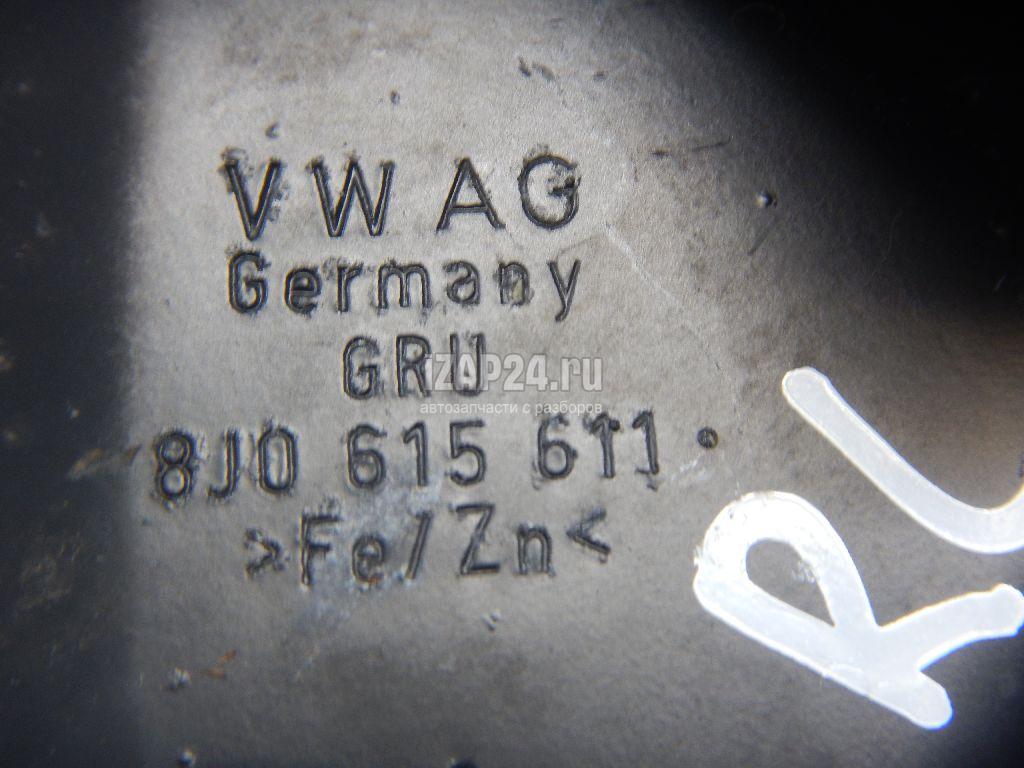 VW AG
Germany
GRU
ZAP24.ru
автозапчасти с разборов
8J0 615 611
>Fe/Zn<
RL